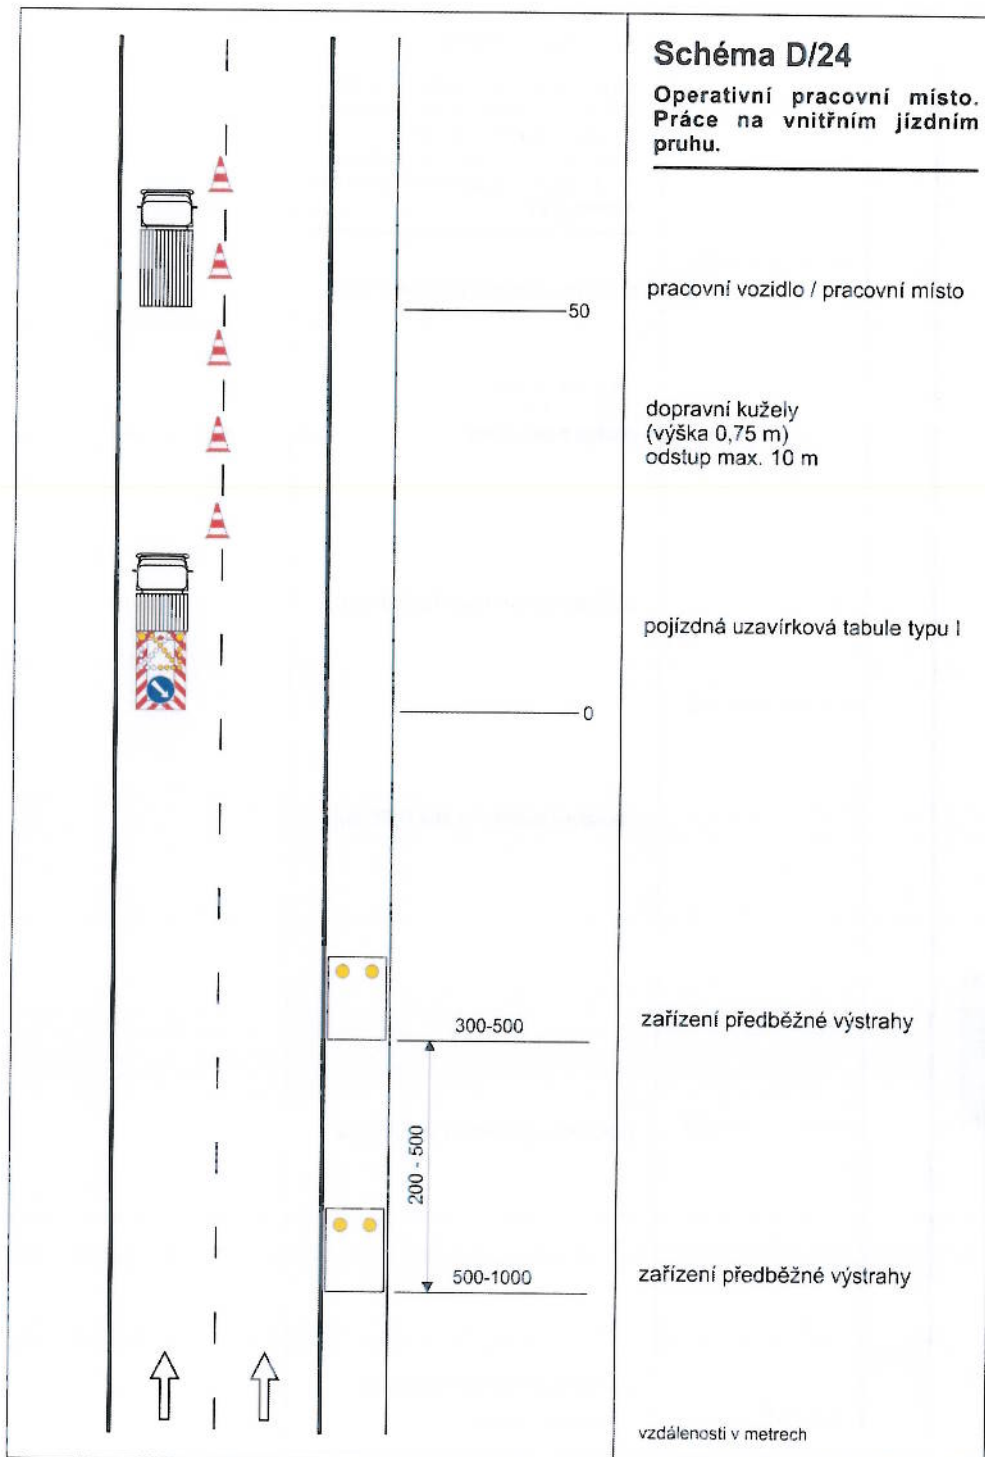 Schéma D/24
Operativní pracovní místo.
Práce na vnitřním jízdním
pruhu.
pracovní vozidlo / pracovní místo
50
dopravní kužely
(výška 0,75 m)
odstup max. 10 m
pojízdná uzavírková tabule typu I
0
300-500
zařízení předběžné výstrahy
200 - 500
500-1000
zařízení předběžné výstrahy
vzdálenosti v metrech